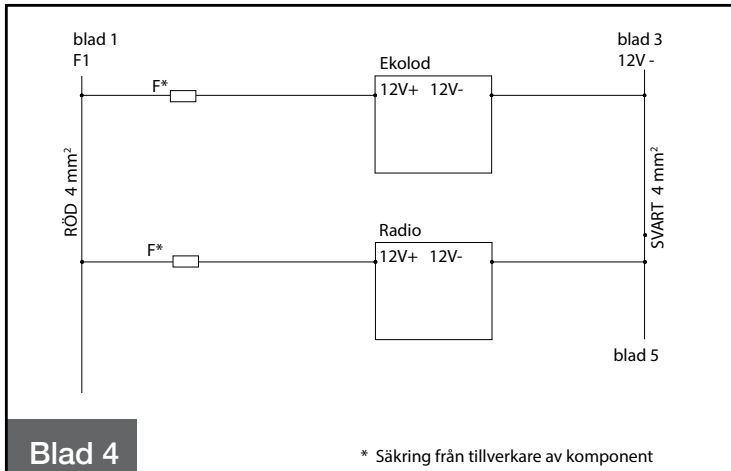 blad 1
F1
blad 3
12V -
Ekolod
F*
12V+ 12V-
RÖD 4 mm²
SVART 4 mm²
Radio
F*
12V+ 12V-
blad 5
Blad 4
* Säkring från tillverkare av komponent